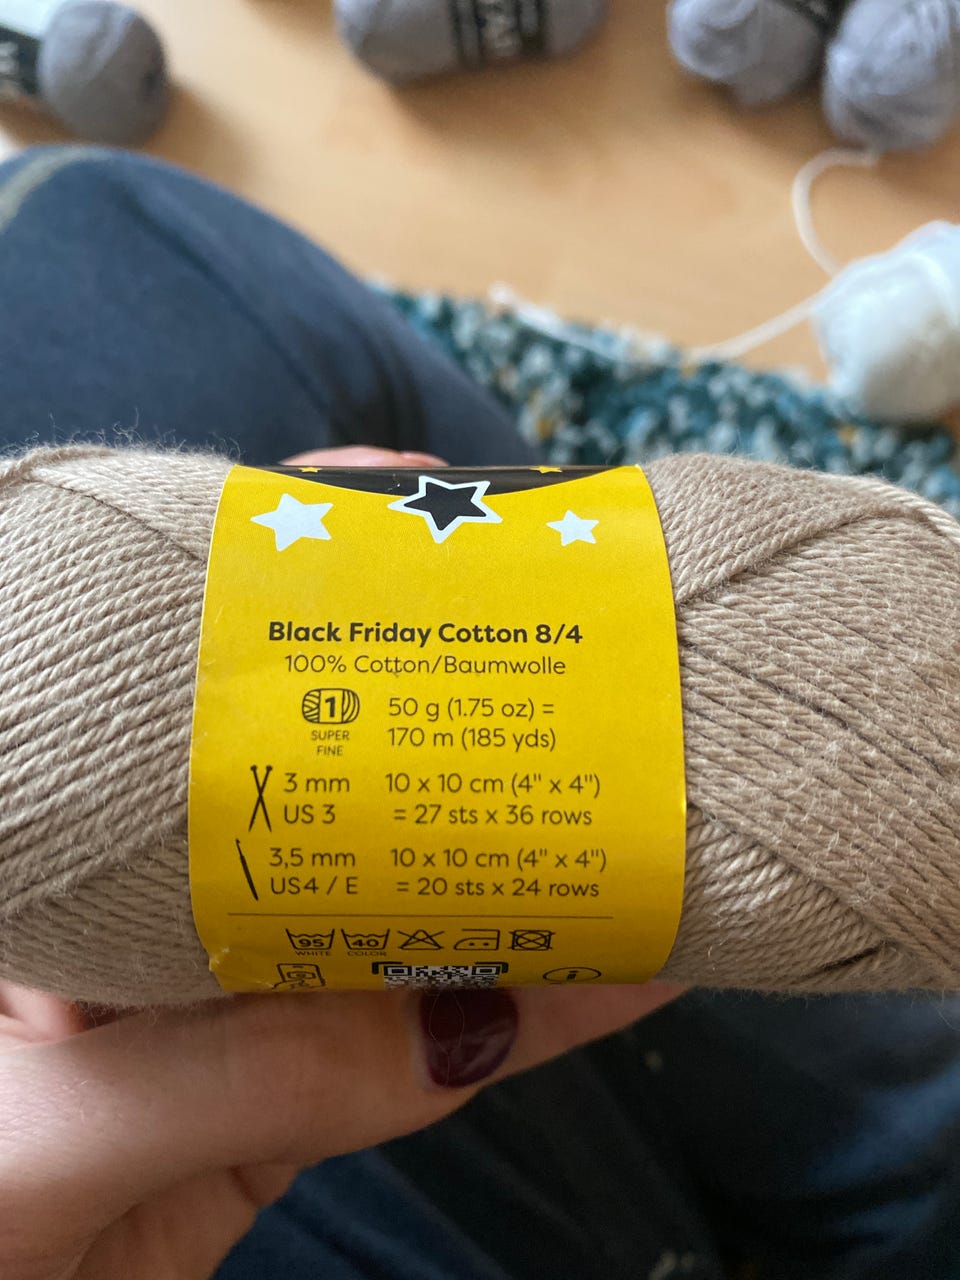 Black Friday Cotton 8/4
100% Cotton/Baumwolle
1
SUPER
FINE
50 g (1.75 oz) =
170 m (185 yds)
3 mm
US 3
10 x 10 cm (4" x 4")
= 27 sts x 36 rows
3,5 mm
US4 / E
10 x 10 cm (4" x 4")
= 20 sts x 24 rows
95
WHITE
40
COLOR
i